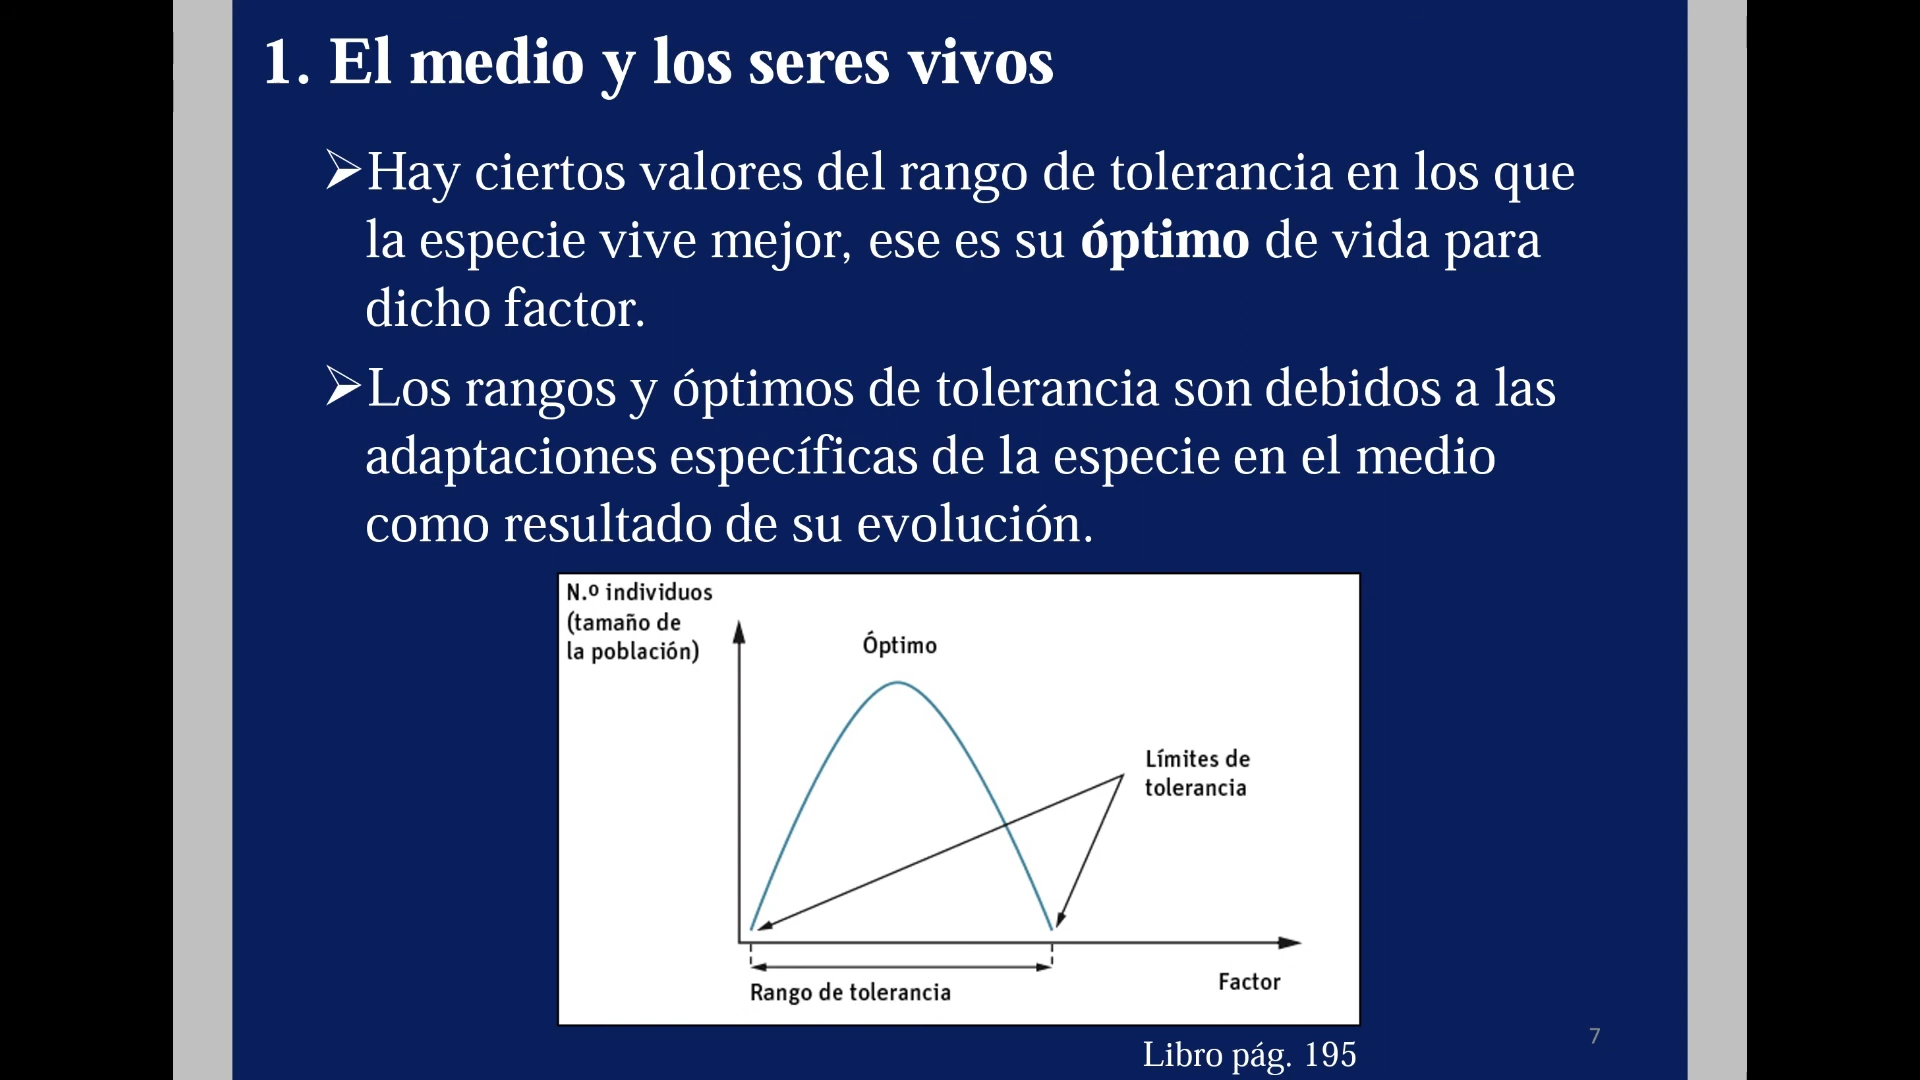 1. El medio y los seres vivos
➢Hay ciertos valores del rango de tolerancia en los que
la especie vive mejor, ese es su óptimo de vida para
dicho factor.
➢Los rangos y óptimos de tolerancia son debidos a las
adaptaciones específicas de la especie en el medio
como resultado de su evolución.
N.º individuos
(tamaño de
la población)
Óptimo
Límites de
tolerancia
Factor
Rango de tolerancia
Libro pág. 195
7